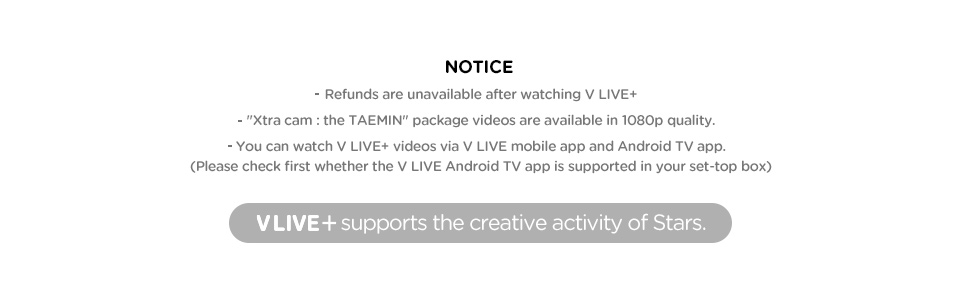 NOTICE
- Refunds are unavailable after watching V LIVE+
- "Xtra cam : the TAEMIN" package videos are available in 1080p quality.
- You can watch V LIVE+ videos via V LIVE mobile app and Android TV app.
(Please check first whether the V LIVE Android TV app is supported in your set-top box)
V LIVE+ supports the creative activity of Stars.